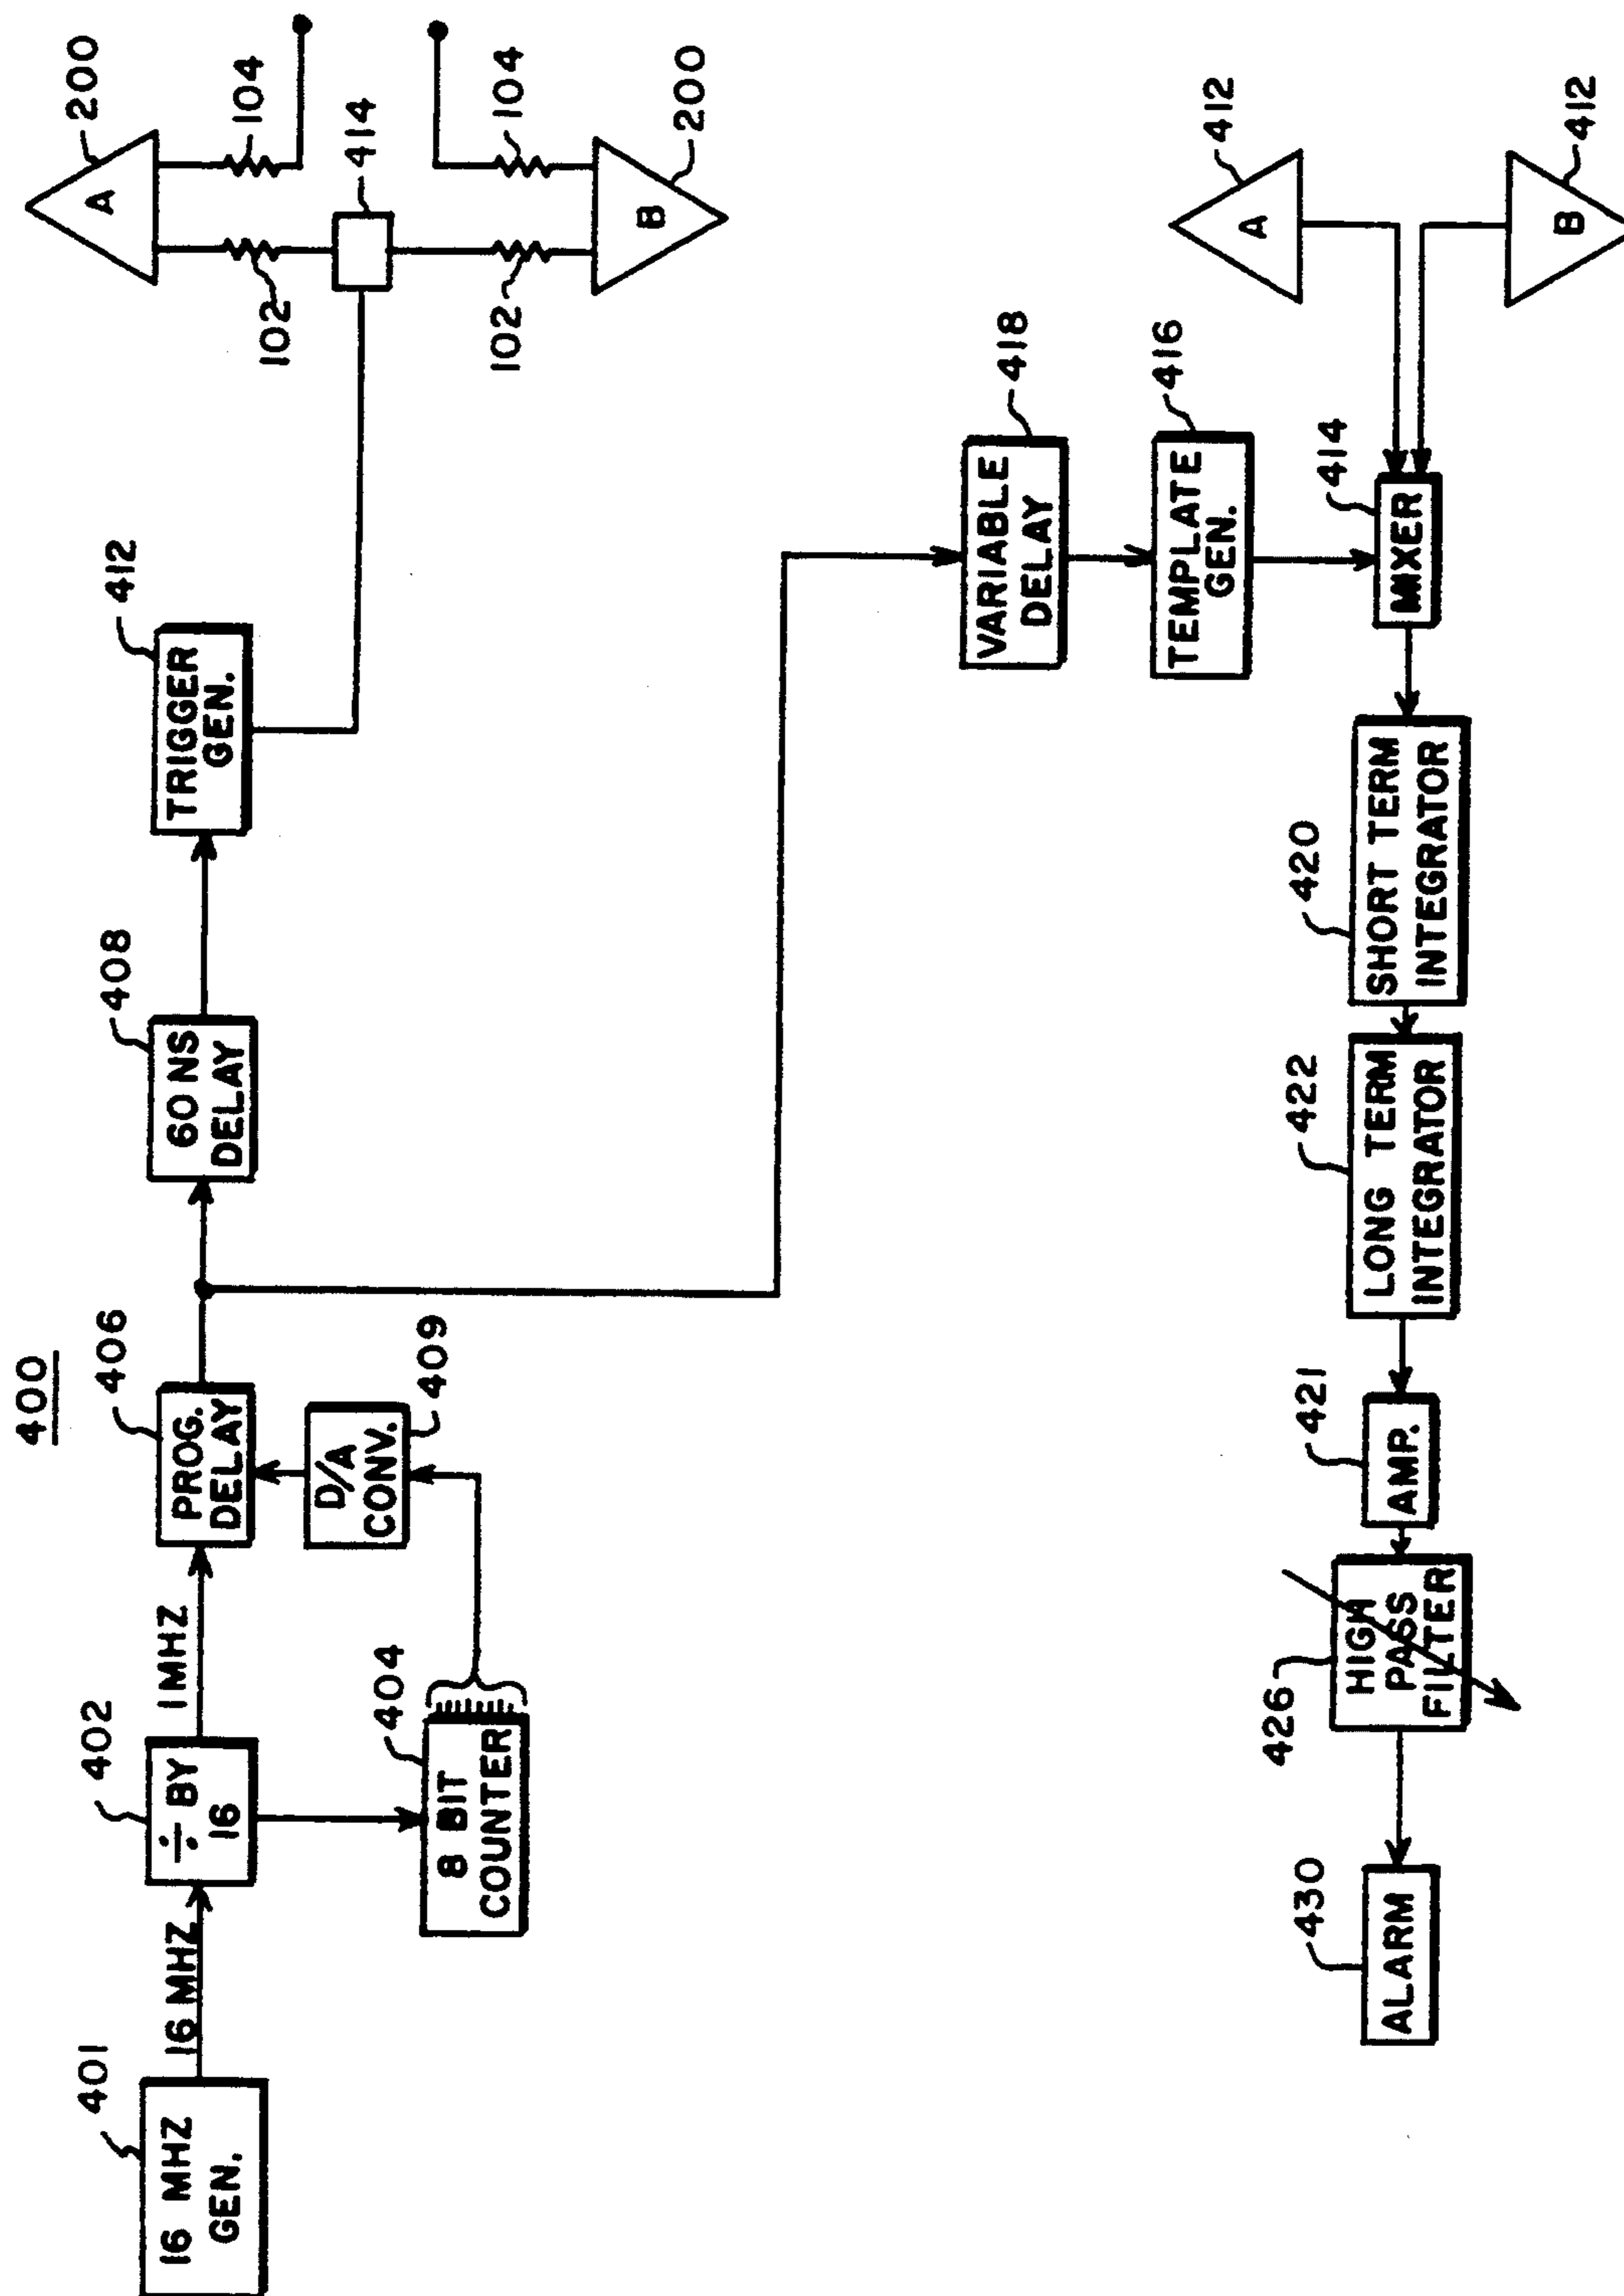 400
401
16 MHZ
GEN.
16 MHZ
402
÷ BY
16
1 MHZ
404
8 BIT
COUNTER
406
PROG.
DELAY
409
D/A
CONV.
408
60 NS
DELAY
412
TRIGGER
GEN.
200
A
102
104
414
102
104
B
200
418
VARIABLE
DELAY
416
TEMPLATE
GEN.
412
A
414
MIXER
B
412
420
SHORT TERM
INTEGRATOR
422
LONG TERM
INTEGRATOR
421
AMP.
426
HIGH
PASS
FILTER
430
ALARM